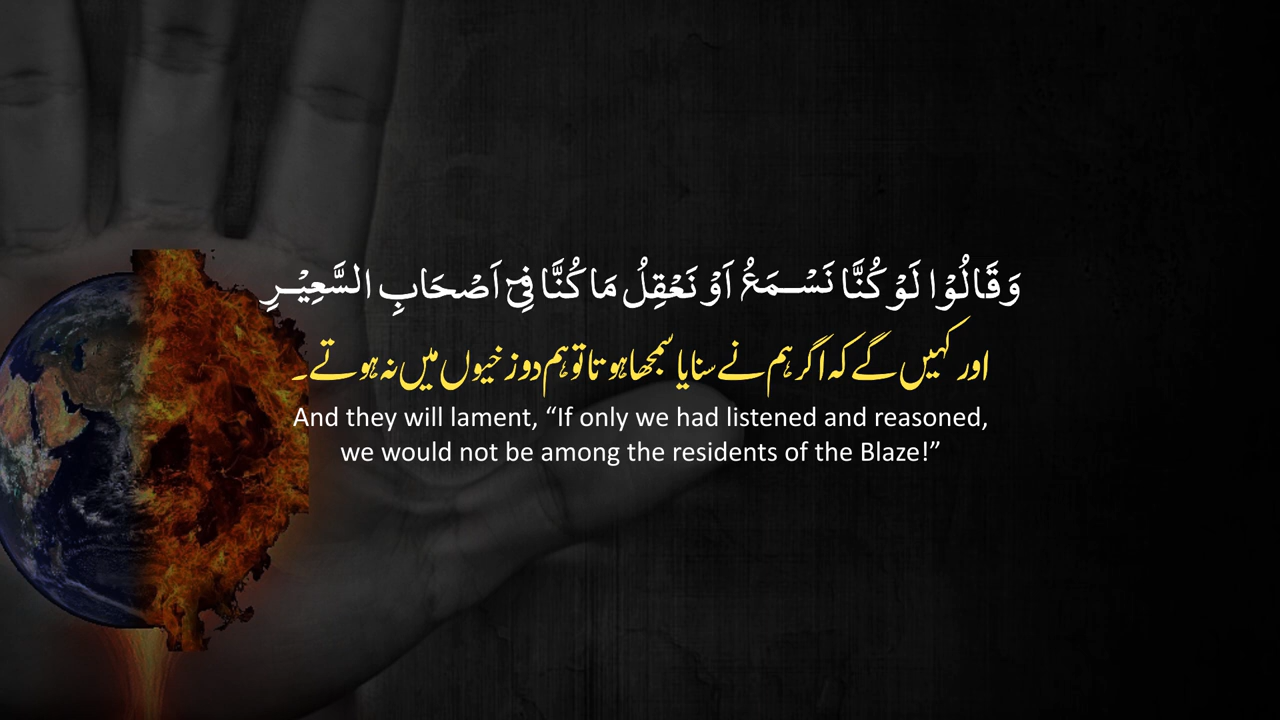 وَقَالُوْا لَوْ كُنَّا نَسْمَعُ اَوْ نَعْقِلُ مَا كُنَّا فِيْٓ اَصْحَابِ السَّعِيْرِ
اور کہیں گے کہ اگر ہم نے سنا یا سمجھا ہوتا تو ہم دوزخیوں میں نہ ہوتے۔
And they will lament, “If only we had listened and reasoned,
we would not be among the residents of the Blaze!”